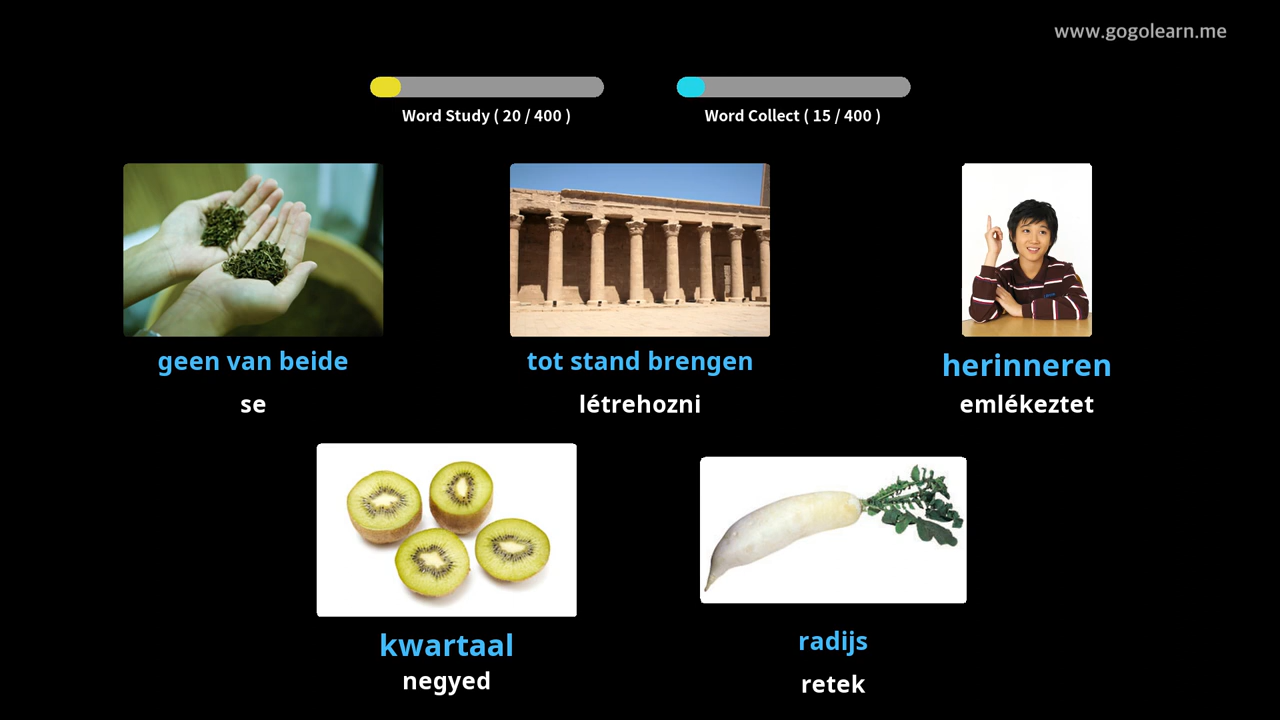 www.gogolearn.me
Word Study ( 20 / 400 )
Word Collect ( 15 / 400 )
geen van beide
tot stand brengen
herinneren
se
létrehozni
emlékeztet
kwartaal
radijs
negyed
retek